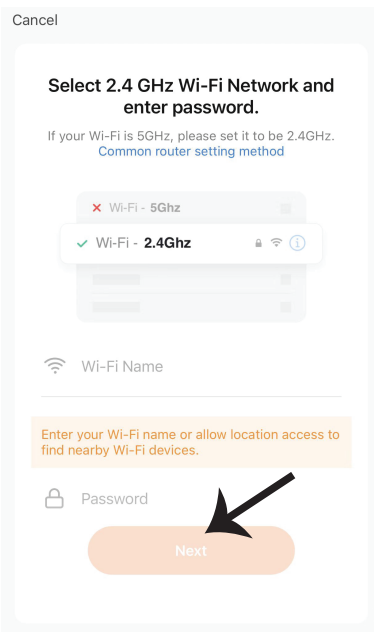 Cancel
Select 2.4 GHz Wi-Fi Network and
enter password.
If your Wi-Fi is 5GHz, please set it to be 2.4GHz.
Common router setting method
Wi-Fi - 5Ghz
Wi-Fi - 2.4Ghz
Wi-Fi Name
Enter your Wi-Fi name or allow location access to
find nearby Wi-Fi devices.
Password
Next